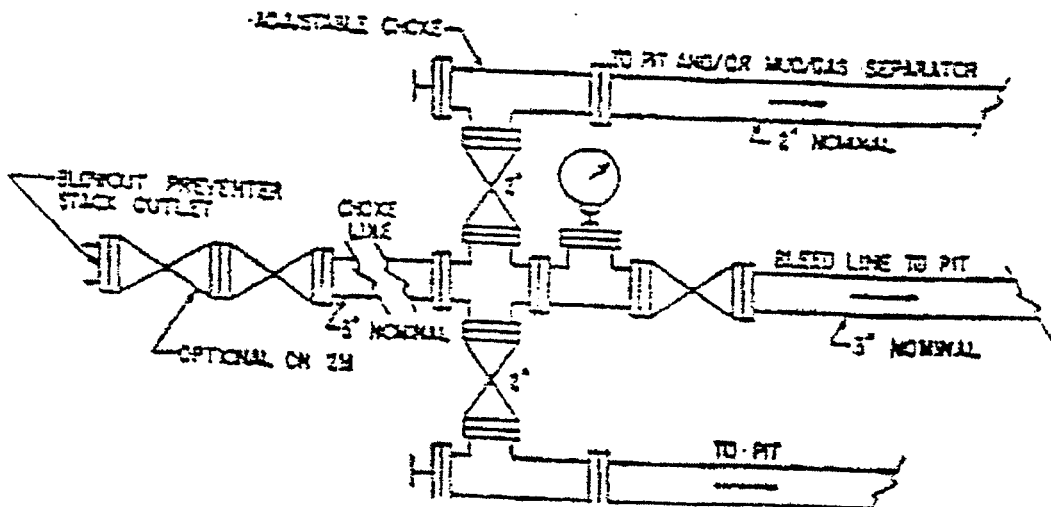 ADJUSTABLE CHOKE
TO PIT AND/OR MUD/GAS SEPARATOR
2" NOMINAL
BLOWOUT PREVENTER
STACK OUTLET
2"
CHOKE
LINE
BLEED LINE TO PIT
3" NOMINAL
3" NOMINAL
OPTIONAL ON 2M
2"
TO PIT